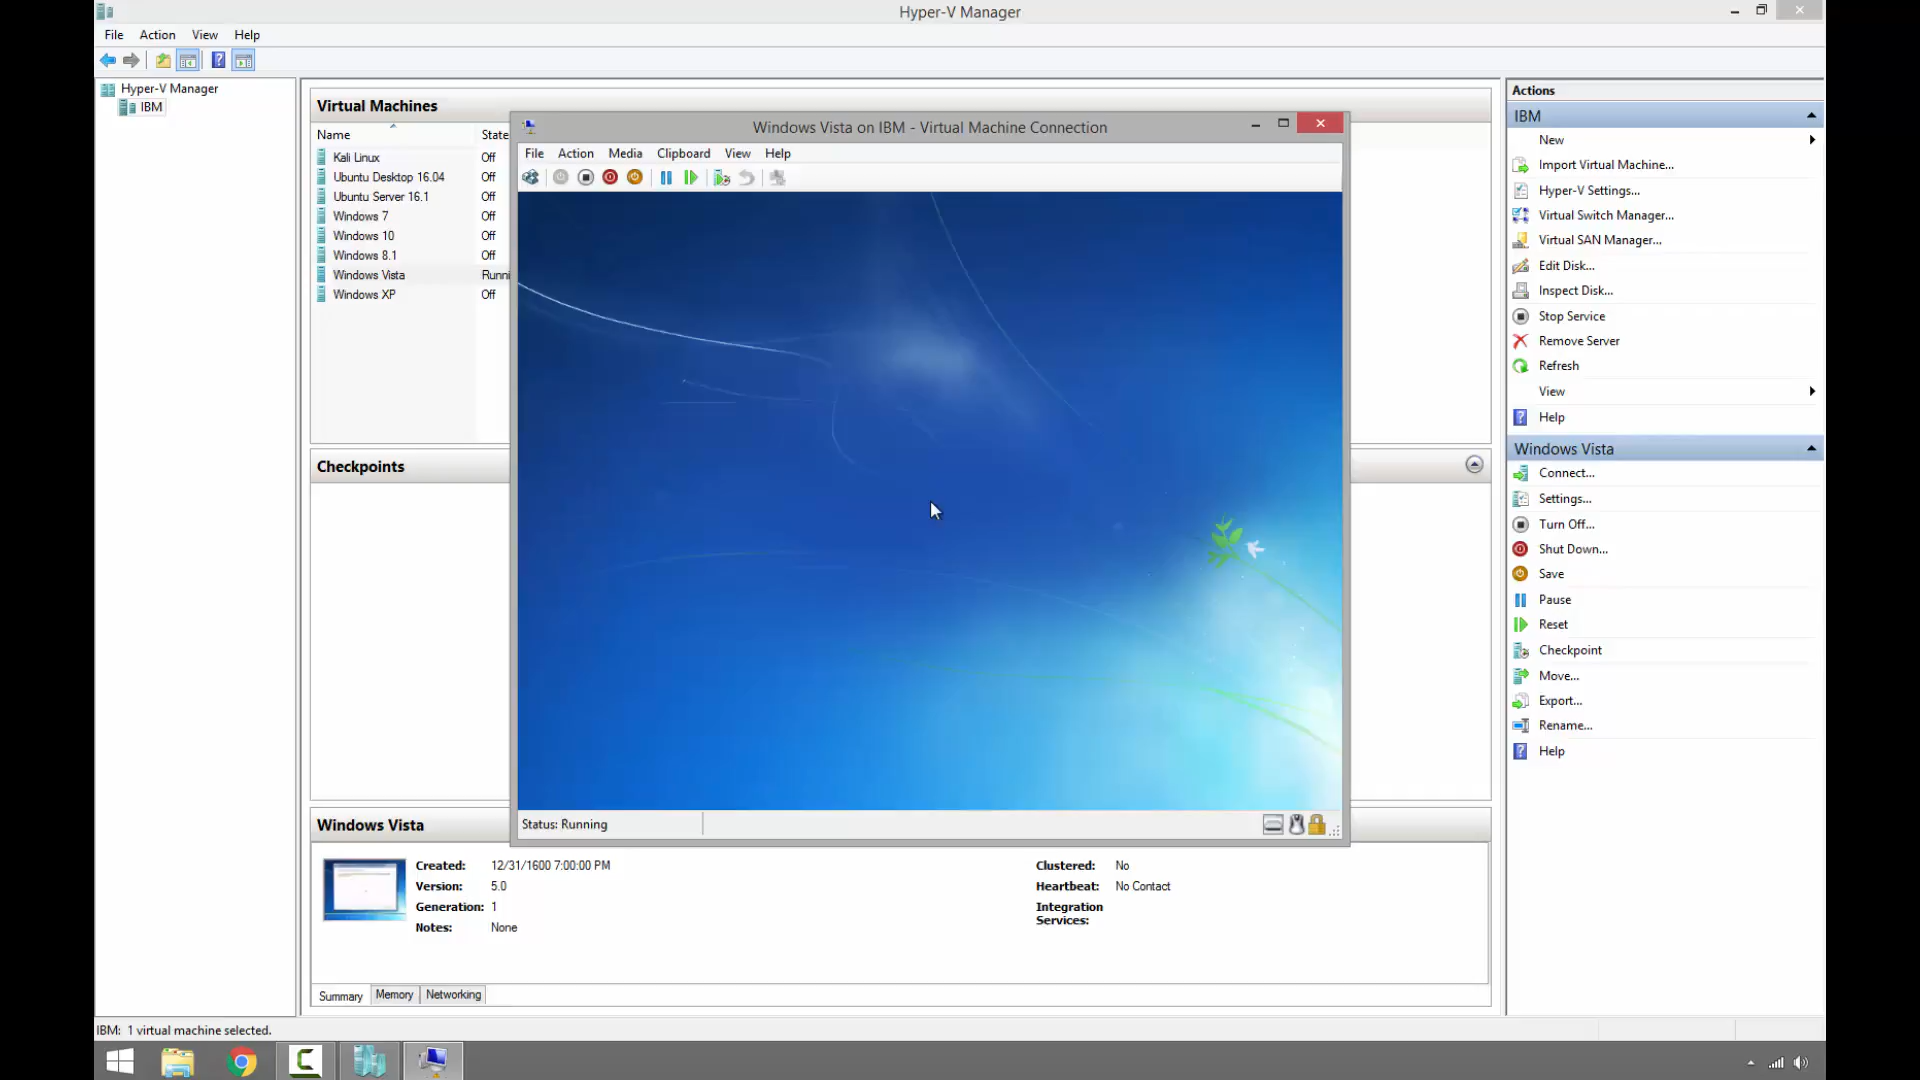 Hyper-V Manager
File Action View Help
Hyper-V Manager
IBM
Virtual Machines
Name State
Kali Linux Off
Ubuntu Desktop 16.04 Off
Ubuntu Server 16.1 Off
Windows 7 Off
Windows 10 Off
Windows 8.1 Off
Windows Vista Runni
Windows XP Off
Checkpoints
Windows Vista on IBM - Virtual Machine Connection
File Action Media Clipboard View Help
Status: Running
Windows Vista
Created: 12/31/1600 7:00:00 PM
Version: 5.0
Generation: 1
Notes: None
Clustered: No
Heartbeat: No Contact
Integration
Services:
Summary Memory Networking
Actions
IBM
New
Import Virtual Machine...
Hyper-V Settings...
Virtual Switch Manager...
Virtual SAN Manager...
Edit Disk...
Inspect Disk...
Stop Service
Remove Server
Refresh
View
Help
Windows Vista
Connect...
Settings...
Turn Off...
Shut Down...
Save
Pause
Reset
Checkpoint
Move...
Export...
Rename...
Help
IBM: 1 virtual machine selected.